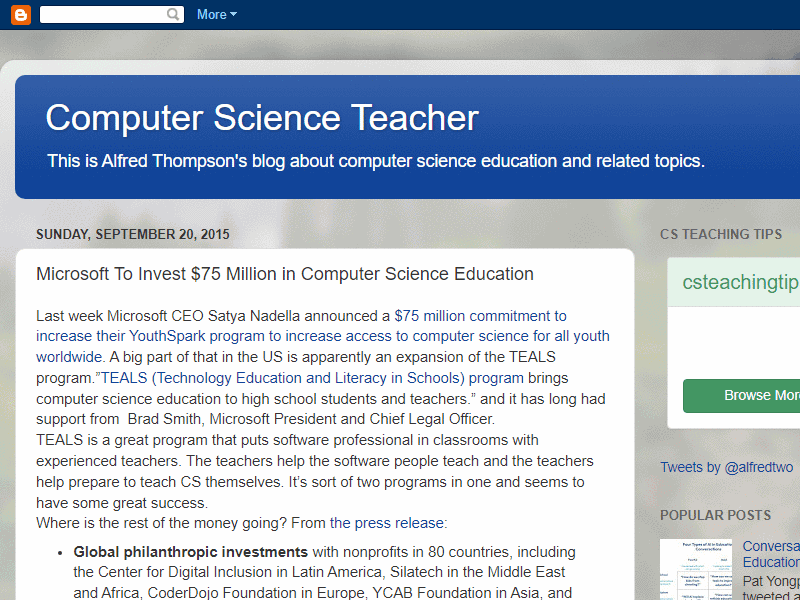 More
Computer Science Teacher
This is Alfred Thompson's blog about computer science education and related topics.
SUNDAY, SEPTEMBER 20, 2015
Microsoft To Invest $75 Million in Computer Science Education
Last week Microsoft CEO Satya Nadella announced a $75 million commitment to
increase their YouthSpark program to increase access to computer science for all youth
worldwide. A big part of that in the US is apparently an expansion of the TEALS
program.”TEALS (Technology Education and Literacy in Schools) program brings
computer science education to high school students and teachers.” and it has long had
support from  Brad Smith, Microsoft President and Chief Legal Officer.
TEALS is a great program that puts software professional in classrooms with
experienced teachers. The teachers help the software people teach and the teachers
help prepare to teach CS themselves. It’s sort of two programs in one and seems to
have some great success.
Where is the rest of the money going? From the press release:
• Global philanthropic investments with nonprofits in 80 countries, including
the Center for Digital Inclusion in Latin America, Silatech in the Middle East
and Africa, CoderDojo Foundation in Europe, YCAB Foundation in Asia, and
CS TEACHING TIPS
csteachingtip
Browse More
Tweets by @alfredtwo
POPULAR POSTS
Conversa
Education
Pat Yongp
tweeted a